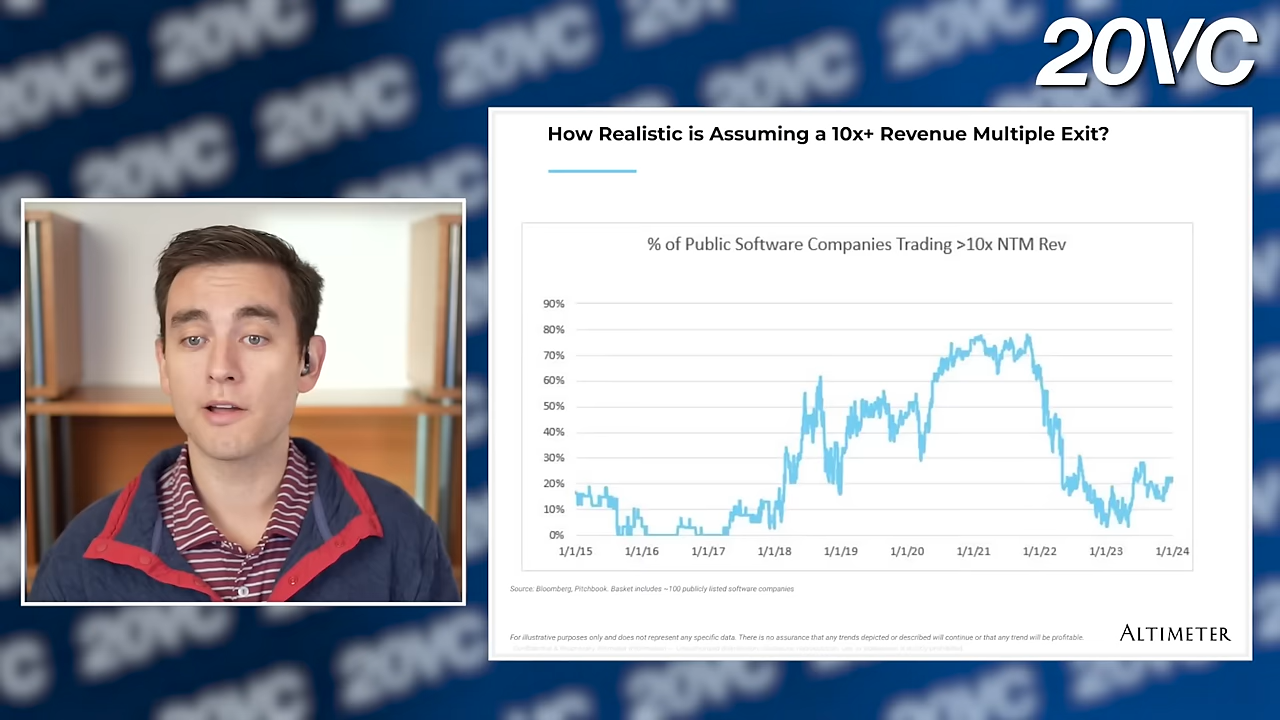 20VC
How Realistic is Assuming a 10x+ Revenue Multiple Exit?
% of Public Software Companies Trading >10x NTM Rev
90%
80%
70%
60%
50%
40%
30%
20%
10%
0%
1/1/15 1/1/16 1/1/17 1/1/18 1/1/19 1/1/20 1/1/21 1/1/22 1/1/23 1/1/24
Source: Bloomberg, Pitchbook. Basket includes ~100 publicly listed software companies
For illustrative purposes only and does not represent any specific data. There is no assurance that any trends depicted or described will continue or that any trend will be profitable.
ALTIMETER